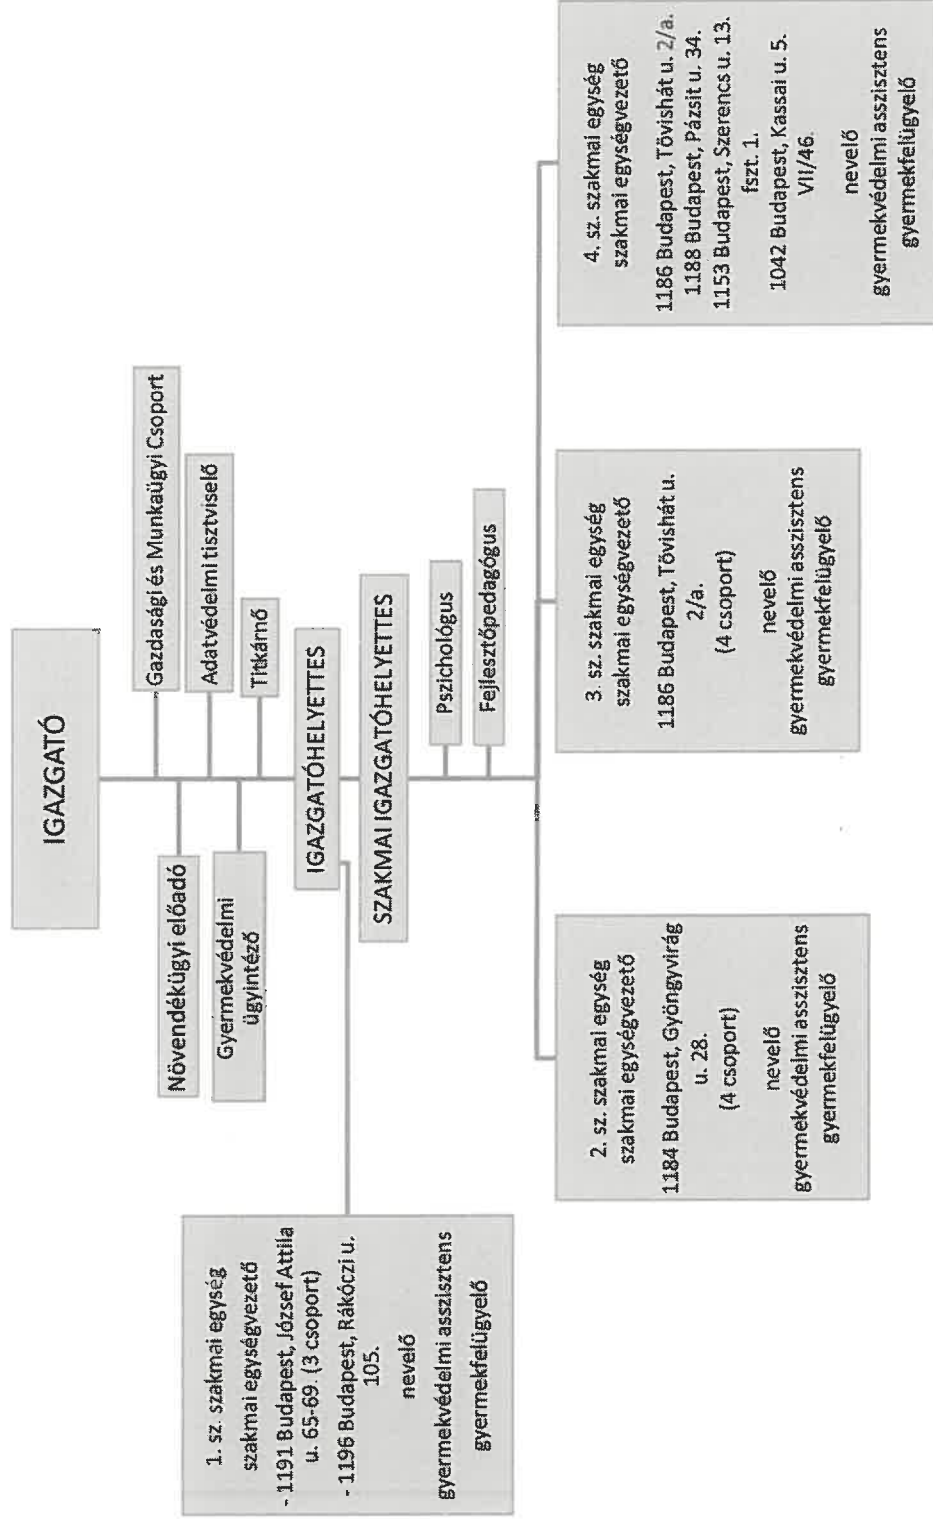 IGAZGATÓ
Növendékügyi előadó
Gazdasági és Munkaügyi Csoport
Gyermekvédelmi
ügyintéző
Adatvédelmi tisztviselő
Titkárnő
IGAZGATÓHELYETTES
SZAKMAI IGAZGATÓHELYETTES
Pszichológus
Fejlesztőpedagógus
1. sz. szakmai egység
szakmai egységvezető
- 1191 Budapest, József Attila
u. 65-69. (3 csoport)
- 1196 Budapest, Rákóczi u.
105.
nevelő
gyermekvédelmi asszisztens
gyermekfelügyelő
2. sz. szakmai egység
szakmai egységvezető
1184 Budapest, Gyöngyvirág
u. 28.
(4 csoport)
nevelő
gyermekvédelmi asszisztens
gyermekfelügyelő
3. sz. szakmai egység
szakmai egységvezető
1186 Budapest, Tövishát u.
2/a.
(4 csoport)
nevelő
gyermekvédelmi asszisztens
gyermekfelügyelő
4. sz. szakmai egység
szakmai egységvezető
1186 Budapest, Tövishát u. 2/a.
1188 Budapest, Pázsit u. 34.
1153 Budapest, Szerencs u. 13.
fszt. 1.
1042 Budapest, Kassai u. 5.
VII/46.
nevelő
gyermekvédelmi asszisztens
gyermekfelügyelő